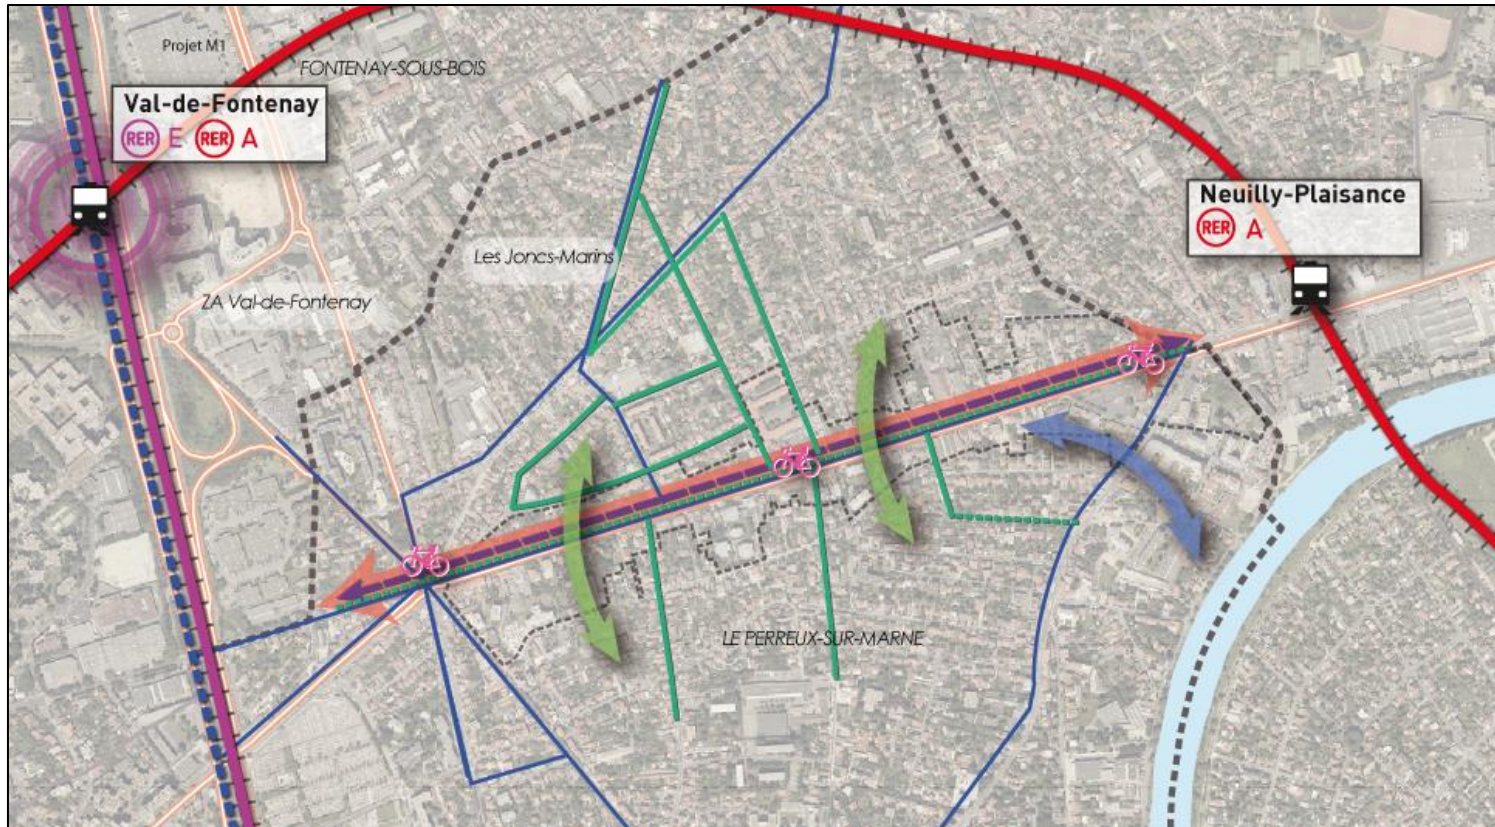 Projet M1
FONTENAY-SOUS-BOIS
Val-de-Fontenay
RER E RER A
Neuilly-Plaisance
RER A
Les Joncs-Marins
ZA Val-de-Fontenay
LE PERREUX-SUR-MARNE